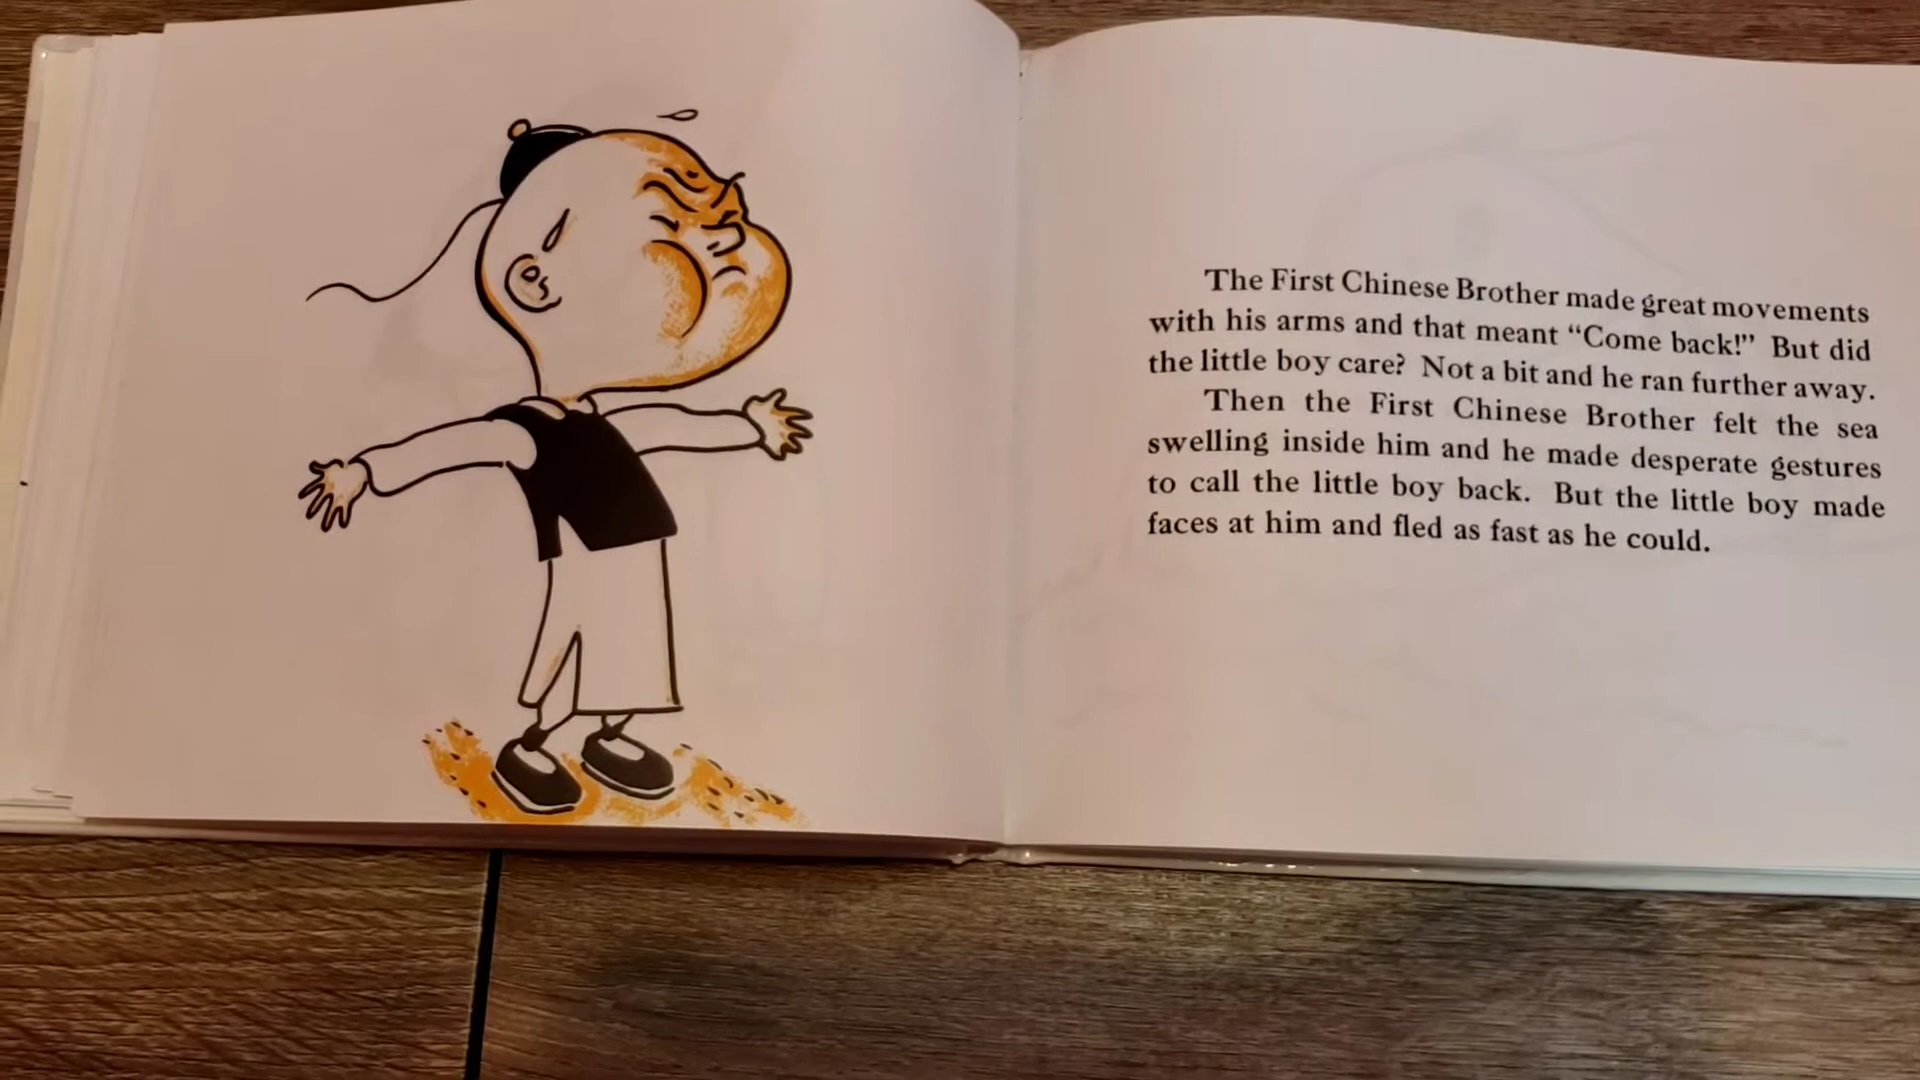 The First Chinese Brother made great movements
with his arms and that meant “Come back!” But did
the little boy care? Not a bit and he ran further away.
Then the First Chinese Brother felt the sea
swelling inside him and he made desperate gestures
to call the little boy back. But the little boy made
faces at him and fled as fast as he could.